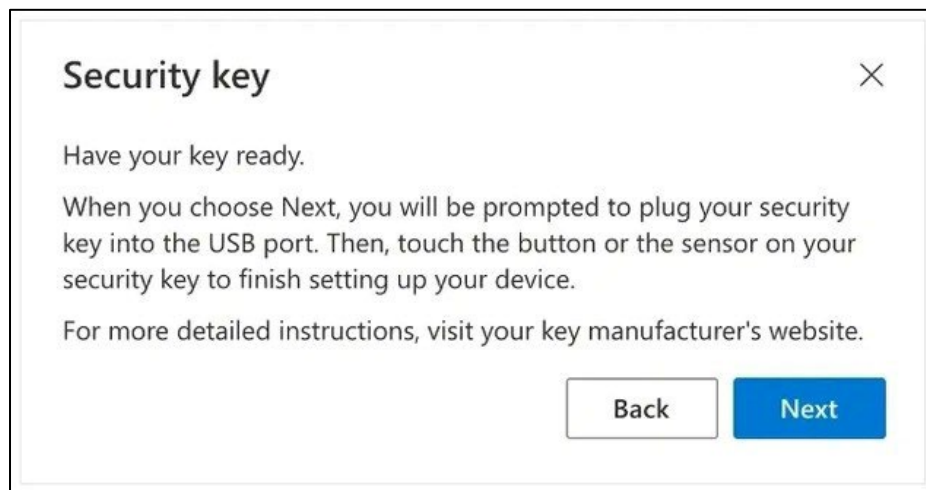 Security key
Have your key ready.
When you choose Next, you will be prompted to plug your security
key into the USB port. Then, touch the button or the sensor on your
security key to finish setting up your device.
For more detailed instructions, visit your key manufacturer's website.
Back
Next